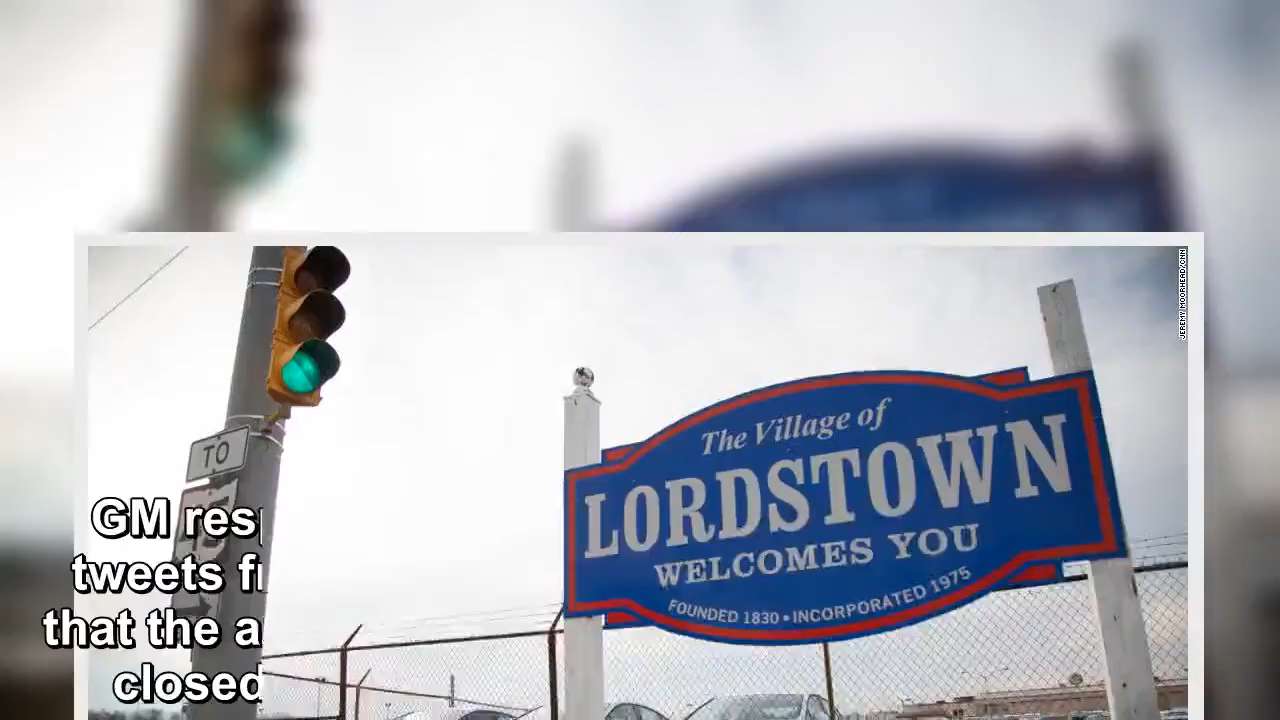 JEREMY MOORHEAD/CNN
The Village of
LORDSTOWN
WELCOMES YOU
FOUNDED 1830 • INCORPORATED 1975
TO
GM res
tweets
that the a
closed